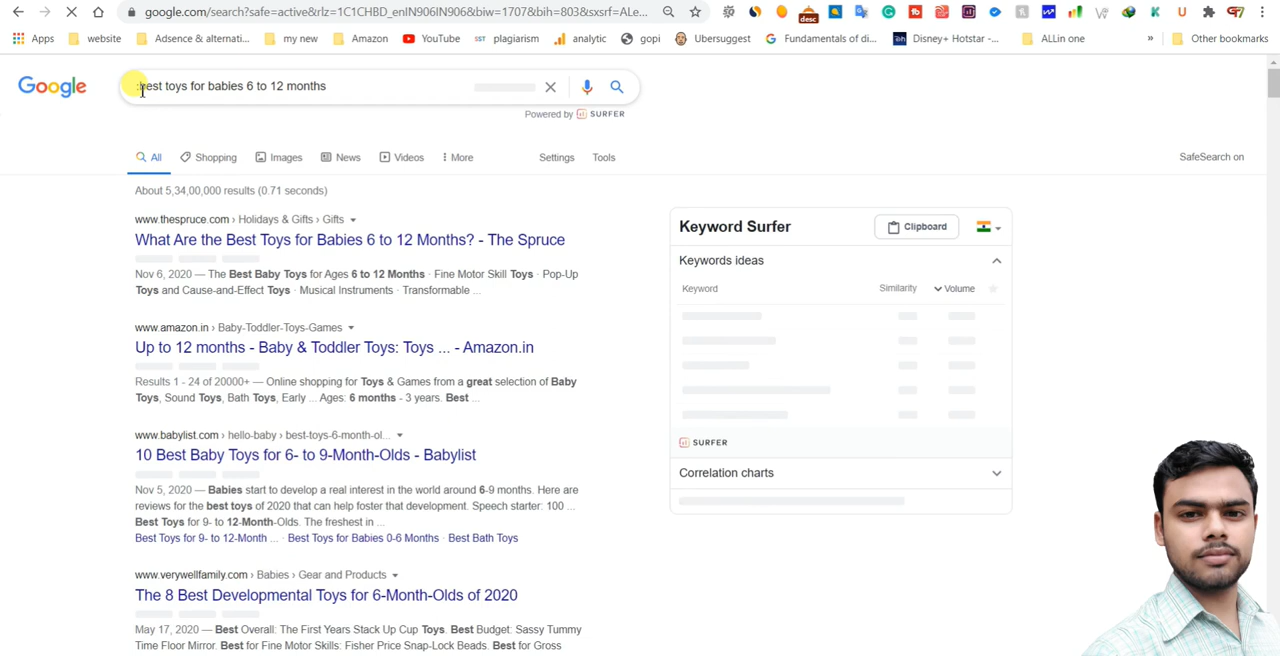 google.com/search?safe=active&rlz=1C1CHBD_enIN906IN906&biw=1707&bih=803&sxsrf=ALe...
Apps website Adsence & alternati... my new Amazon YouTube SST plagiarism analytic gopi Ubersuggest Fundamentals of di... Disney+ Hotstar -... ALLin one » Other bookmarks
Google
:best toys for babies 6 to 12 months
Powered by SURFER
All Shopping Images News Videos More Settings Tools SafeSearch on
About 5,34,00,000 results (0.71 seconds)
www.thespruce.com › Holidays & Gifts › Gifts
What Are the Best Toys for Babies 6 to 12 Months? - The Spruce
Nov 6, 2020 — The Best Baby Toys for Ages 6 to 12 Months · Fine Motor Skill Toys · Pop-Up
Toys and Cause-and-Effect Toys · Musical Instruments · Transformable ...
www.amazon.in › Baby-Toddler-Toys-Games
Up to 12 months - Baby & Toddler Toys: Toys ... - Amazon.in
Results 1 - 24 of 20000+ — Online shopping for Toys & Games from a great selection of Baby
Toys, Sound Toys, Bath Toys, Early ... Ages: 6 months - 3 years. Best ...
www.babylist.com › hello-baby › best-toys-6-month-ol...
10 Best Baby Toys for 6- to 9-Month-Olds - Babylist
Nov 5, 2020 — Babies start to develop a real interest in the world around 6-9 months. Here are
reviews for the best toys of 2020 that can help foster that development. Speech starter: 100 ...
Best Toys for 9- to 12-Month-Olds. The freshest in ...
Best Toys for 9- to 12-Month ... · Best Toys for Babies 0-6 Months · Best Bath Toys
www.verywellfamily.com › Babies › Gear and Products
The 8 Best Developmental Toys for 6-Month-Olds of 2020
May 17, 2020 — Best Overall: The First Years Stack Up Cup Toys. Best Budget: Sassy Tummy
Time Floor Mirror. Best for Fine Motor Skills: Fisher Price Snap-Lock Beads. Best for Gross
Keyword Surfer Clipboard
Keywords ideas
Keyword Similarity Volume
SURFER
Correlation charts